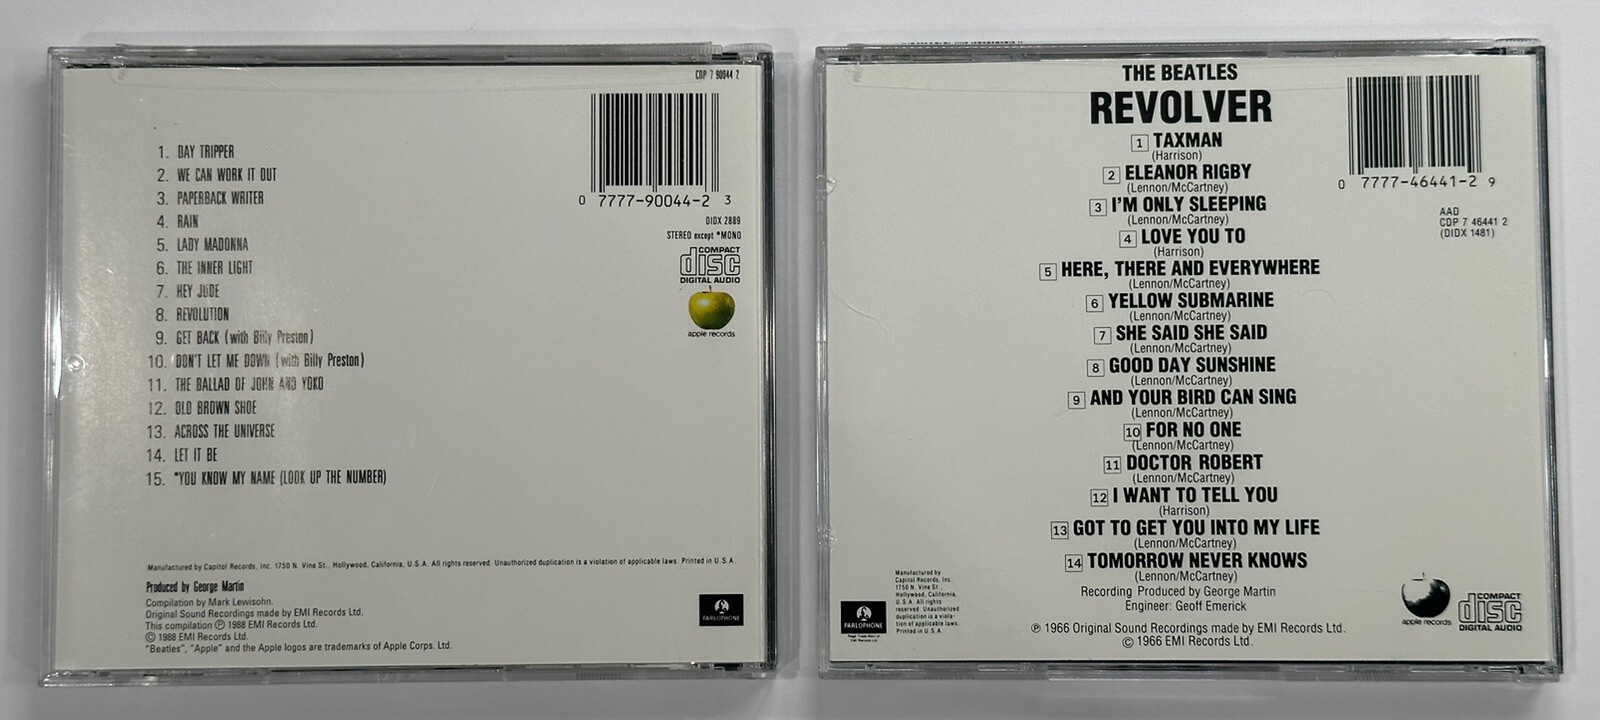 CDP 7 90044 2
0 7777-90044-2 3
DIDX 2889
STEREO except *MONO
COMPACT
disc
DIGITAL AUDIO
apple records
1. DAY TRIPPER
2. WE CAN WORK IT OUT
3. PAPERBACK WRITER
4. RAIN
5. LADY MADONNA
6. THE INNER LIGHT
7. HEY JUDE
8. REVOLUTION
9. GET BACK (with Billy Preston)
10. DON'T LET ME DOWN (with Billy Preston)
11. THE BALLAD OF JOHN AND YOKO
12. OLD BROWN SHOE
13. ACROSS THE UNIVERSE
14. LET IT BE
15. *YOU KNOW MY NAME (LOOK UP THE NUMBER)
Manufactured by Capitol Records, Inc. 1750 N. Vine St., Hollywood, California, U.S.A. All rights reserved. Unauthorized duplication is a violation of applicable laws. Printed in U.S.A.
Produced by George Martin
Compilation by Mark Lewisohn.
Original Sound Recordings made by EMI Records Ltd.
This compilation ℗ 1988 EMI Records Ltd.
© 1988 EMI Records Ltd.
"Beatles", "Apple" and the Apple logos are trademarks of Apple Corps. Ltd.
PARLOPHONE
THE BEATLES
REVOLVER
1 TAXMAN
(Harrison)
2 ELEANOR RIGBY
(Lennon/McCartney)
3 I'M ONLY SLEEPING
(Lennon/McCartney)
4 LOVE YOU TO
(Harrison)
5 HERE, THERE AND EVERYWHERE
(Lennon/McCartney)
6 YELLOW SUBMARINE
(Lennon/McCartney)
7 SHE SAID SHE SAID
(Lennon/McCartney)
8 GOOD DAY SUNSHINE
(Lennon/McCartney)
9 AND YOUR BIRD CAN SING
(Lennon/McCartney)
10 FOR NO ONE
(Lennon/McCartney)
11 DOCTOR ROBERT
(Lennon/McCartney)
12 I WANT TO TELL YOU
(Harrison)
13 GOT TO GET YOU INTO MY LIFE
(Lennon/McCartney)
14 TOMORROW NEVER KNOWS
(Lennon/McCartney)
Recording Produced by George Martin
Engineer: Geoff Emerick
℗ 1966 Original Sound Recordings made by EMI Records Ltd.
© 1966 EMI Records Ltd.
0 7777-46441-2 9
AAD
CDP 7 46441 2
(DIDX 1481)
Manufactured by
Capitol Records, Inc.
1750 N. Vine St.,
Hollywood, California,
U.S.A. All rights
reserved. Unauthorized
duplication is a viola-
tion of applicable laws.
Printed in U.S.A.
PARLOPHONE
apple records
COMPACT
disc
DIGITAL AUDIO